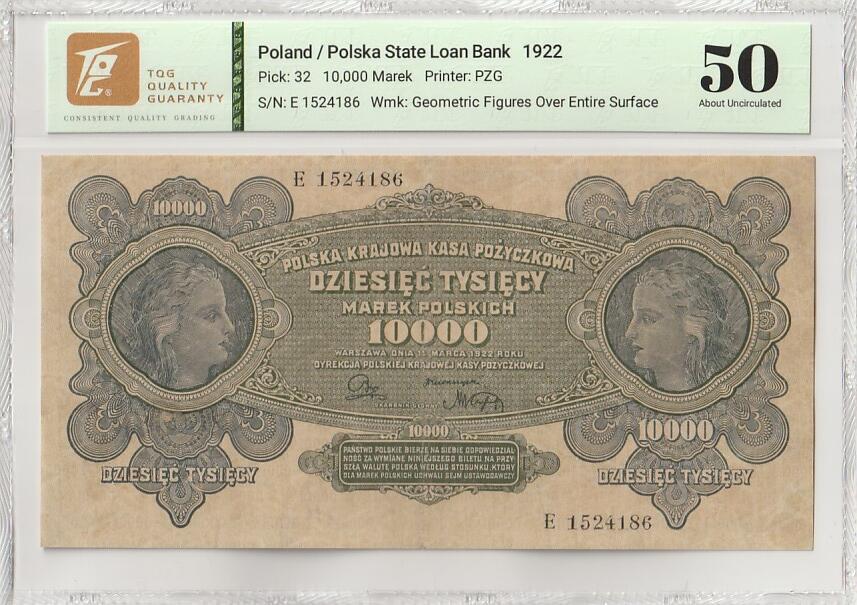 TQG
QUALITY
GUARANTY
CONSISTENT QUALITY GRADING
Poland / Polska State Loan Bank 1922
Pick: 32 10,000 Marek Printer: PZG
S/N: E 1524186 Wmk: Geometric Figures Over Entire Surface
50
About Uncirculated
E 1524186
10000
POLSKA KRAJOWA KASA POŻYCZKOWA
DZIESIĘĆ TYSIĘCY
MAREK POLSKICH
10000
WARSZAWA DNIA 11 MARCA 1922 ROKU
DYREKCJA POLSKIEJ KRAJOWEJ KASY POŻYCZKOWEJ
10000
10000
PAŃSTWO POLSKIE BIERZE NA SIEBIE ODPOWIEDZIAL
NOŚĆ ZA WYMIANĘ NINIEJSZEGO BILETU NA PRZY-
SZŁĄ WALUTĘ POLSKĄ WEDŁUG STOSUNKU, KTÓRY
DLA MAREK POLSKICH UCHWALI SEJM USTAWODAWCZY
DZIESIĘĆ TYSIĘCY
DZIESIĘĆ TYSIĘCY
E 1524186